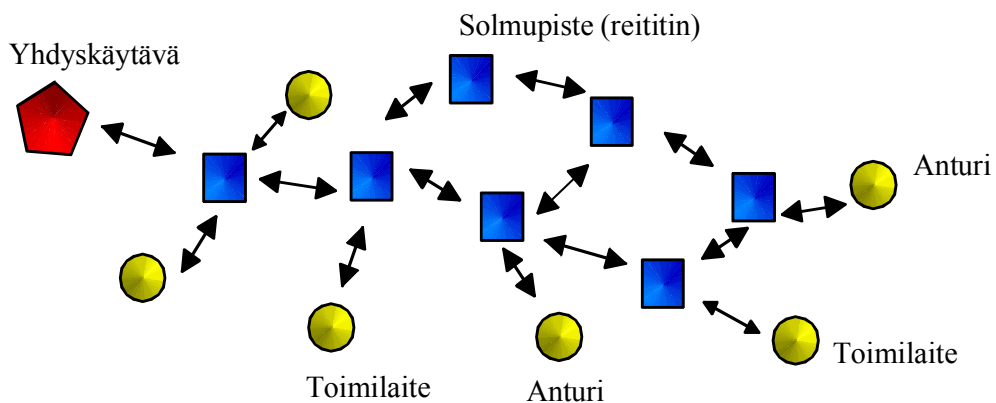 Solmupiste (reititin)
Yhdyskäytävä
Anturi
Toimilaite
Toimilaite
Anturi